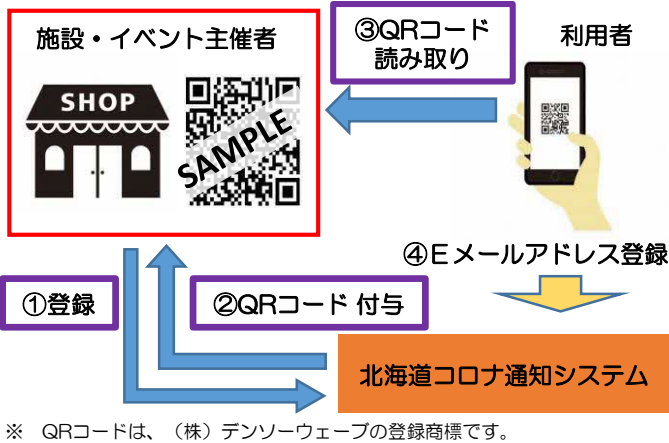 施設・イベント主催者
SHOP
SAMPLE
③QRコード
読み取り
利用者
④Eメールアドレス登録
①登録
②QRコード 付与
北海道コロナ通知システム
※　QRコードは、（株）デンソーウェーブの登録商標です。